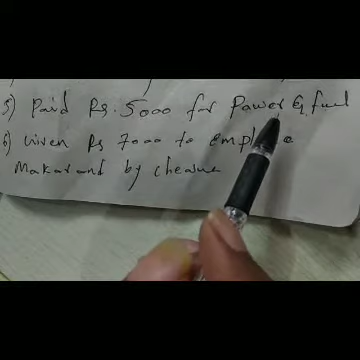 5) Paid Rs. 5000 for Power & fuel
6) Given Rs 7000 to
Makarand by cheque